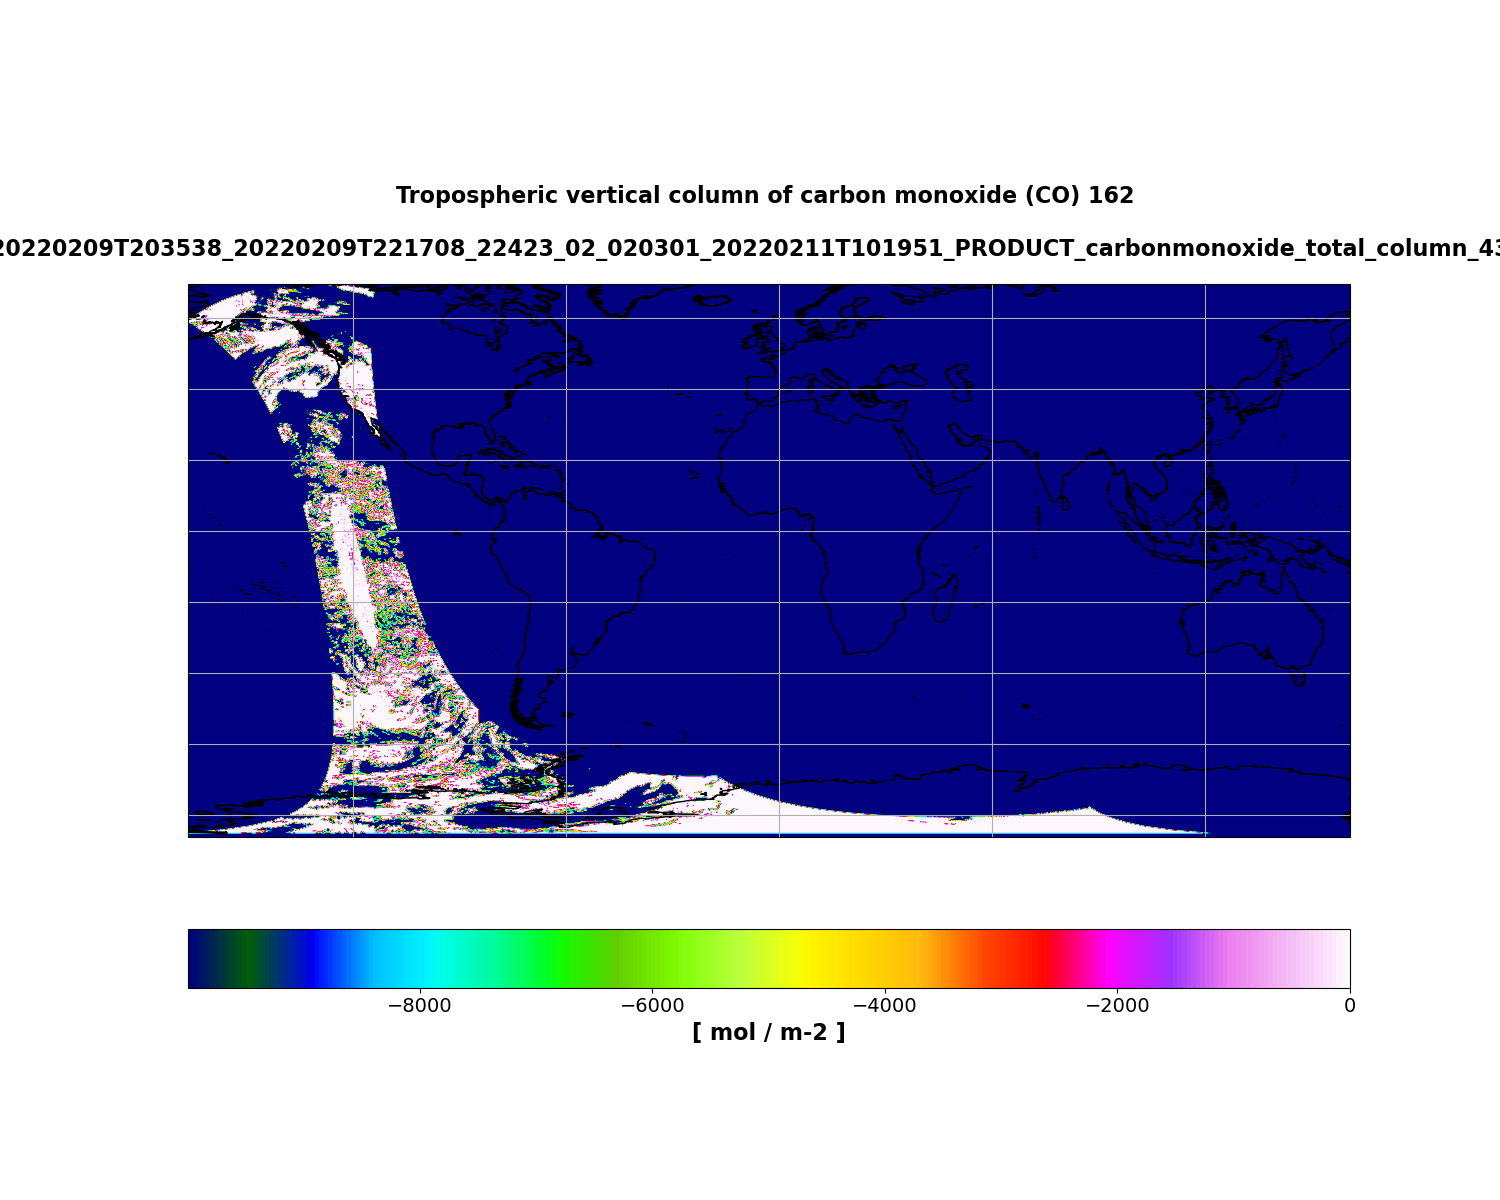 Tropospheric vertical column of carbon monoxide (CO) 162
20220209T203538_20220209T221708_22423_02_020301_20220211T101951_PRODUCT_carbonmonoxide_total_column_43
−8000 −6000 −4000 −2000 0
[ mol / m-2 ]